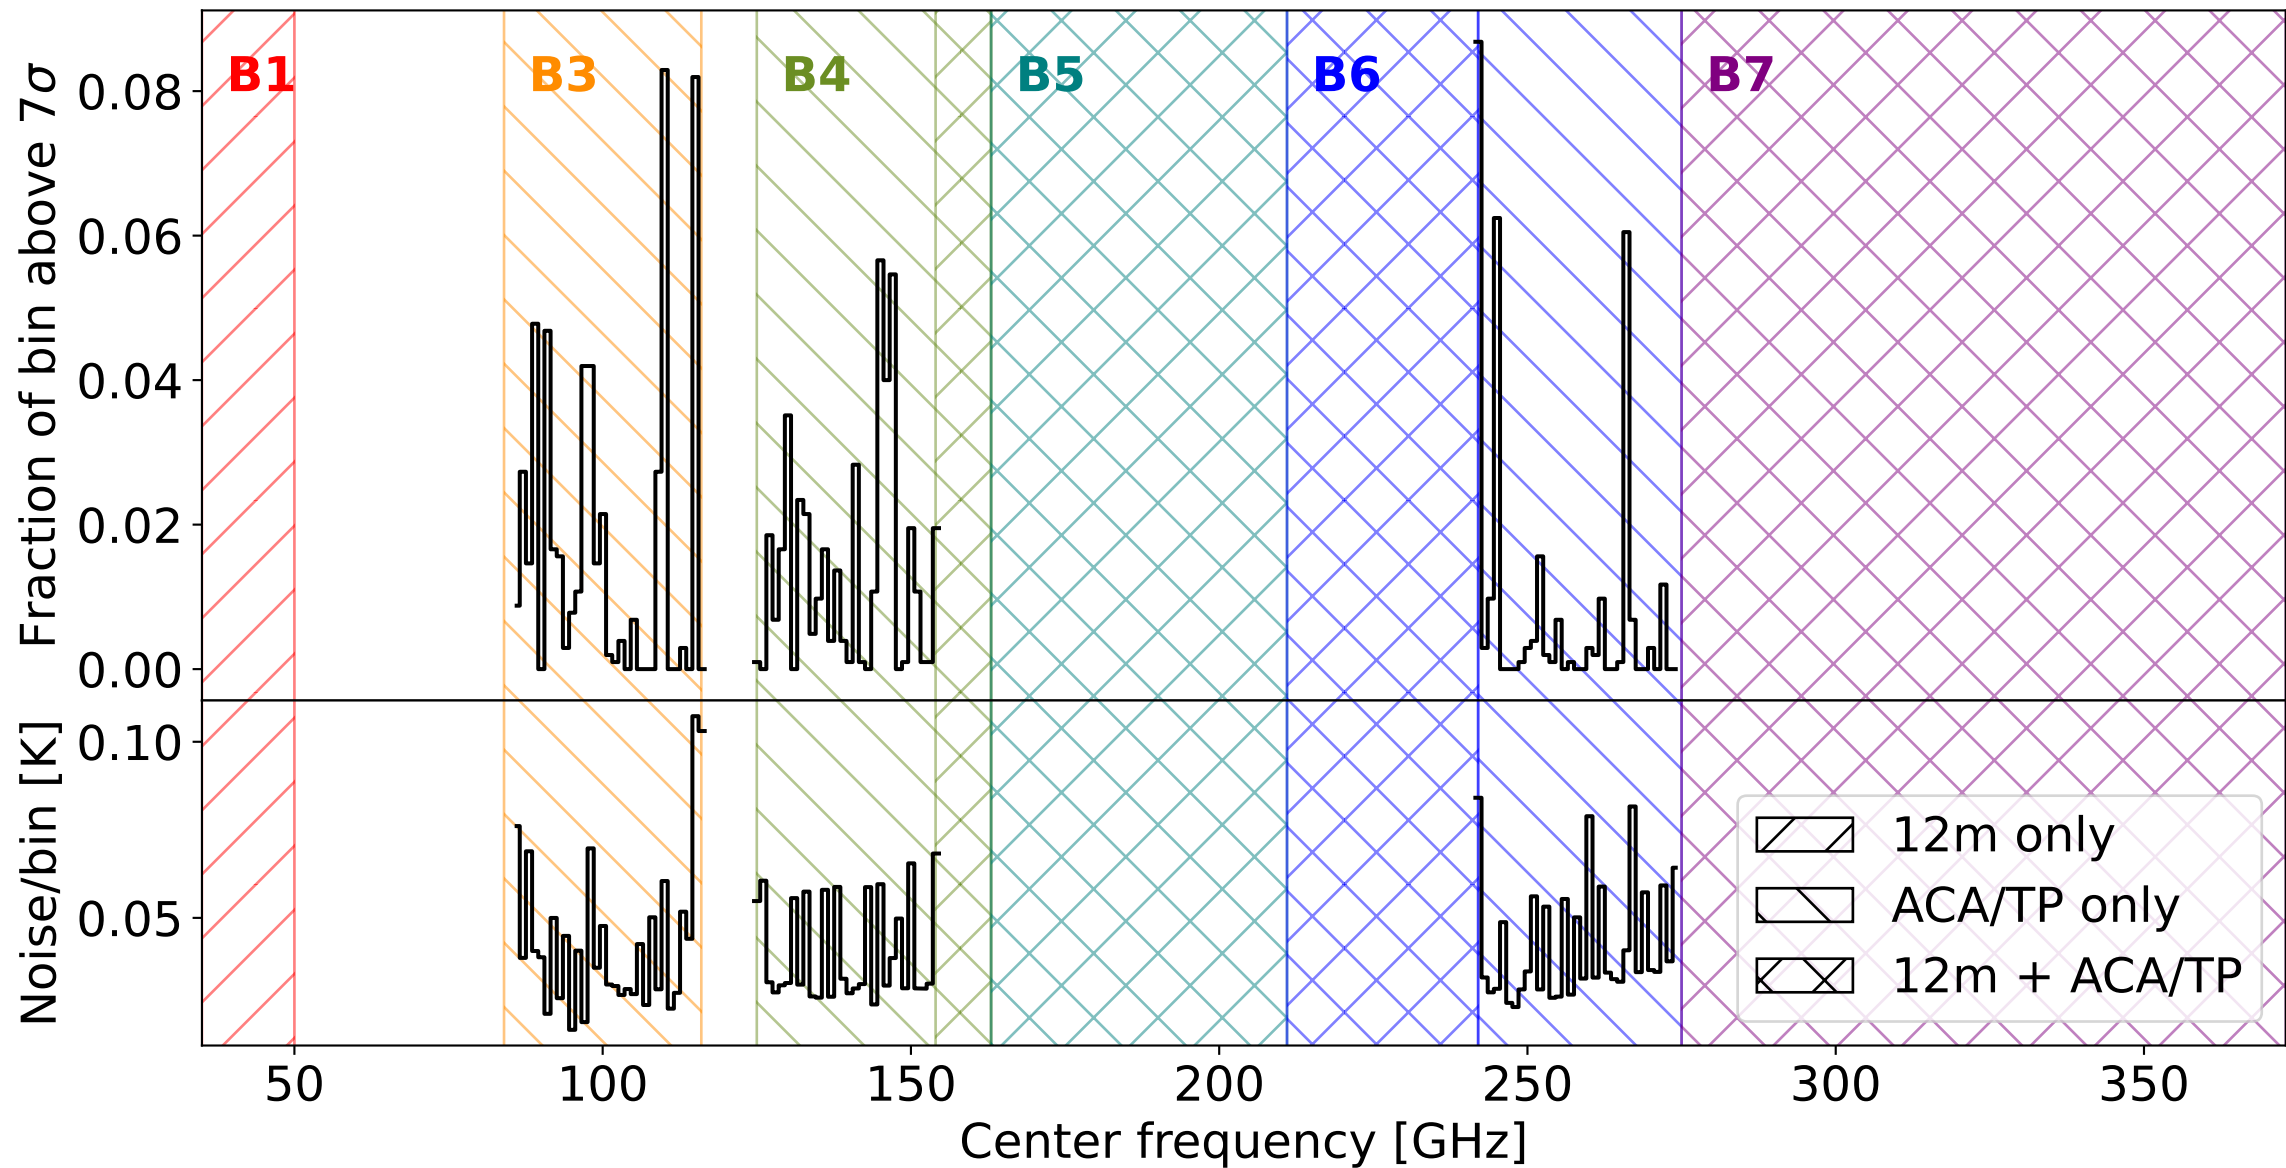 B1 B3 B4 B5 B6 B7
Fraction of bin above 7σ
0.08
0.06
0.04
0.02
0.00
Noise/bin [K]
0.10
0.05
12m only
ACA/TP only
12m + ACA/TP
50 100 150 200 250 300 350
Center frequency [GHz]